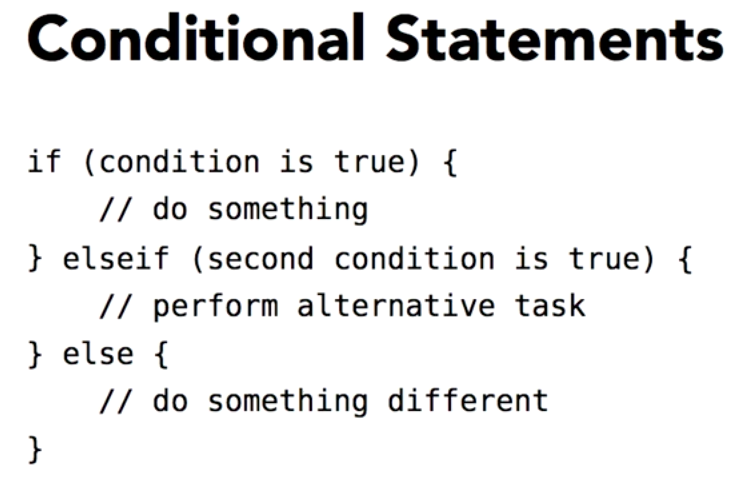 Conditional Statements
if (condition is true) {
    // do something
} elseif (second condition is true) {
    // perform alternative task
} else {
    // do something different
}